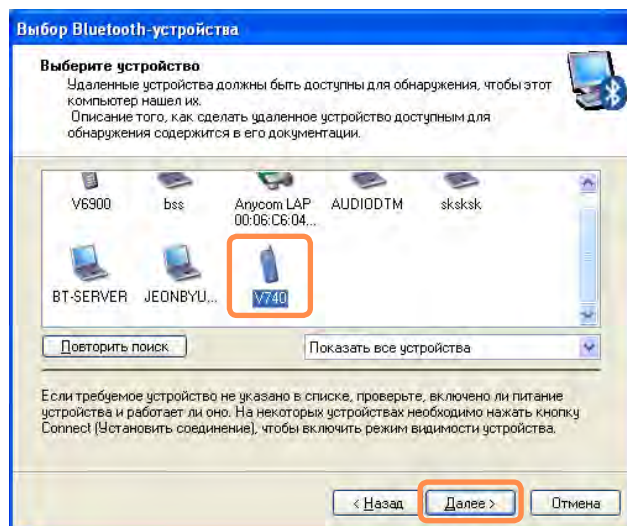 Выбор Bluetooth-устройства
Выберите устройство
Удаленные устройства должны быть доступны для обнаружения, чтобы этот
компьютер нашел их.
Описание того, как сделать удаленное устройство доступным для
обнаружения содержится в его документации.
V6900 bss Anycom LAP AUDIODTM sksksk
00:06:C6:04...
BT-SERVER JEONBYU... V740
Повторить поиск Показать все устройства
Если требуемое устройство не указано в списке, проверьте, включено ли питание
устройства и работает ли оно. На некоторых устройствах необходимо нажать кнопку
Connect (Установить соединение), чтобы включить режим видимости устройства.
< Назад Далее > Отмена